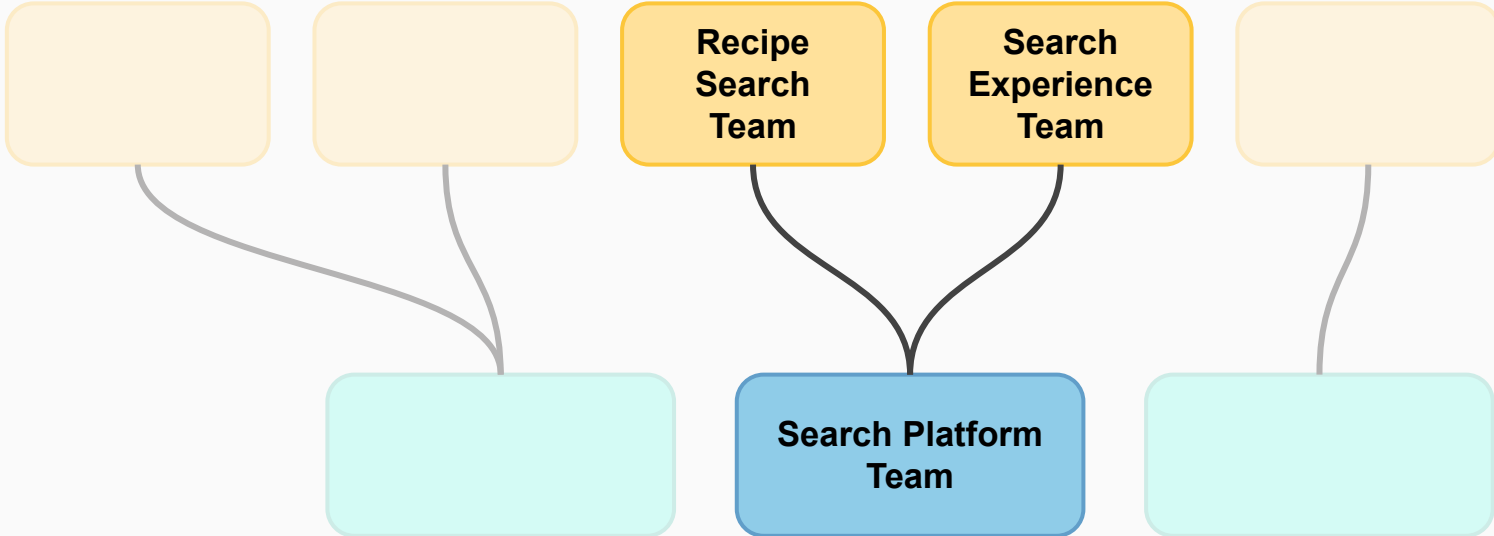 Recipe
Search
Team
Search
Experience
Team
Search Platform
Team